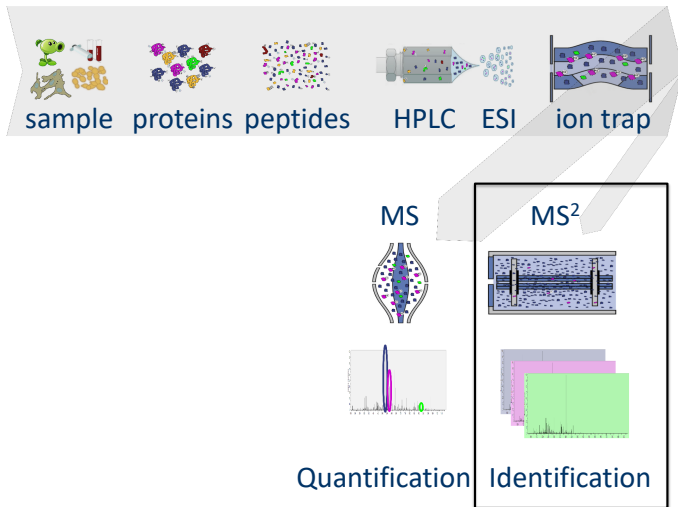 sample proteins peptides HPLC ESI ion trap
MS MS²
Quantification Identification